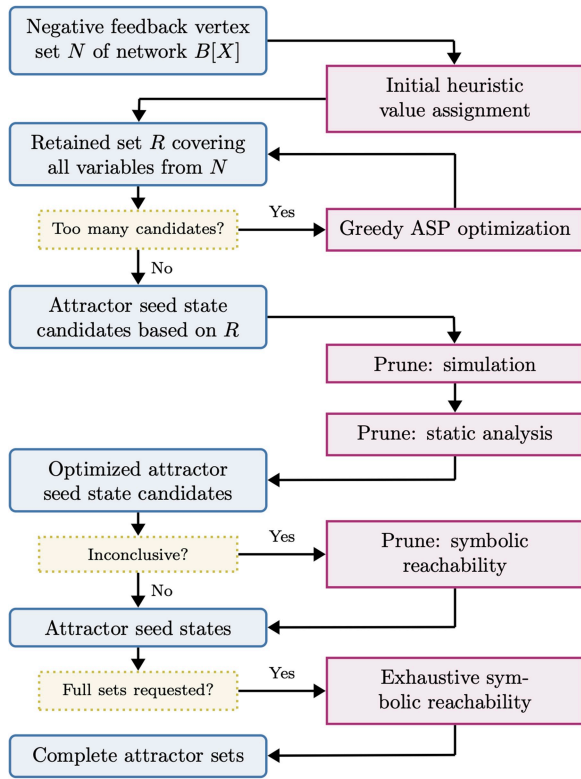 Negative feedback vertex
set N of network B[X]
Initial heuristic
value assignment
Retained set R covering
all variables from N
Too many candidates?
Yes
Greedy ASP optimization
No
Attractor seed state
candidates based on R
Prune: simulation
Prune: static analysis
Optimized attractor
seed state candidates
Inconclusive?
Yes
Prune: symbolic
reachability
No
Attractor seed states
Full sets requested?
Yes
Exhaustive sym-
bolic reachability
Complete attractor sets